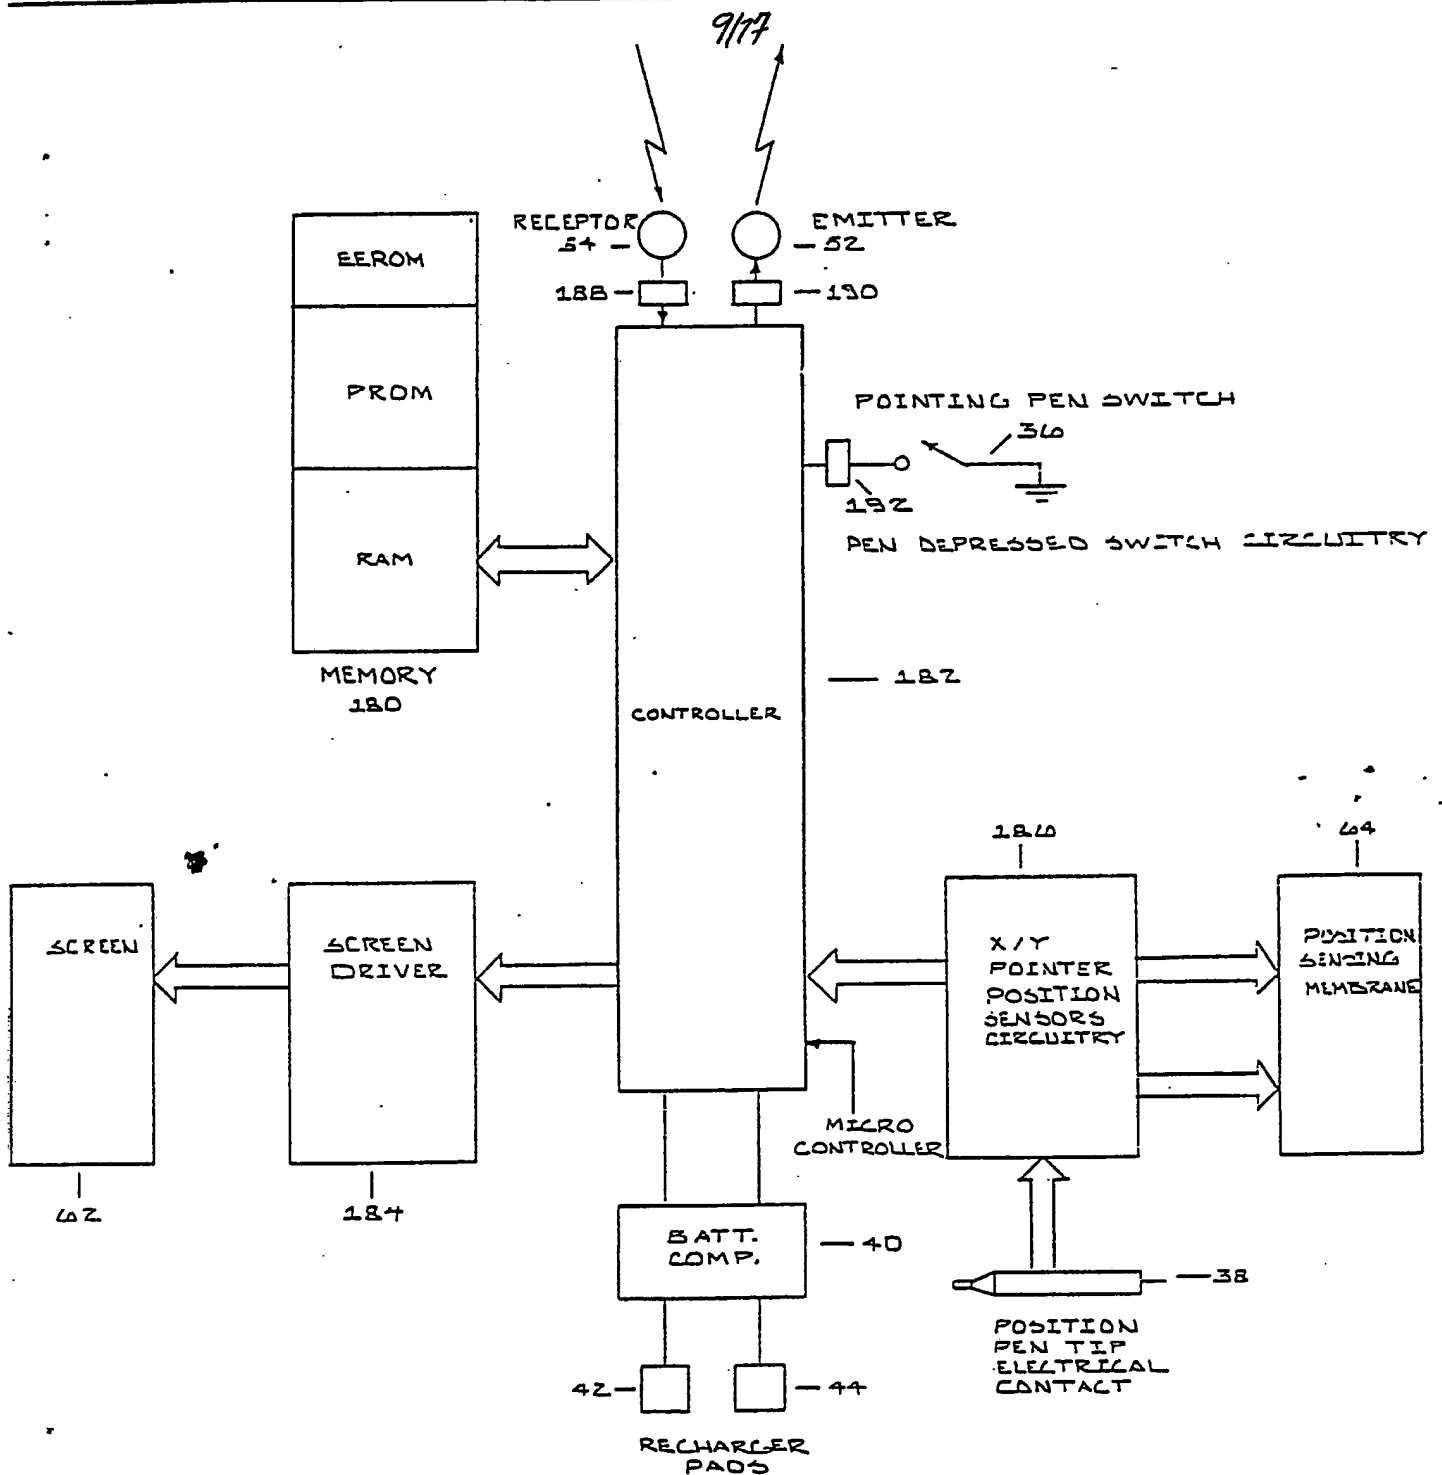 9/17
RECEPTOR
54
EMITTER
52
188
190
EEROM
PROM
RAM
MEMORY
180
POINTING PEN SWITCH
36
192
PEN DEPRESSED SWITCH CIRCUITRY
CONTROLLER
182
186
64
SCREEN
SCREEN
DRIVER
X/Y
POINTER
POSITION
SENSORS
CIRCUITRY
POSITION
SENSING
MEMBRANE
MICRO
CONTROLLER
62
184
BATT.
COMP.
40
38
POSITION
PEN TIP
ELECTRICAL
CONTACT
42
44
RECHARGER
PADS